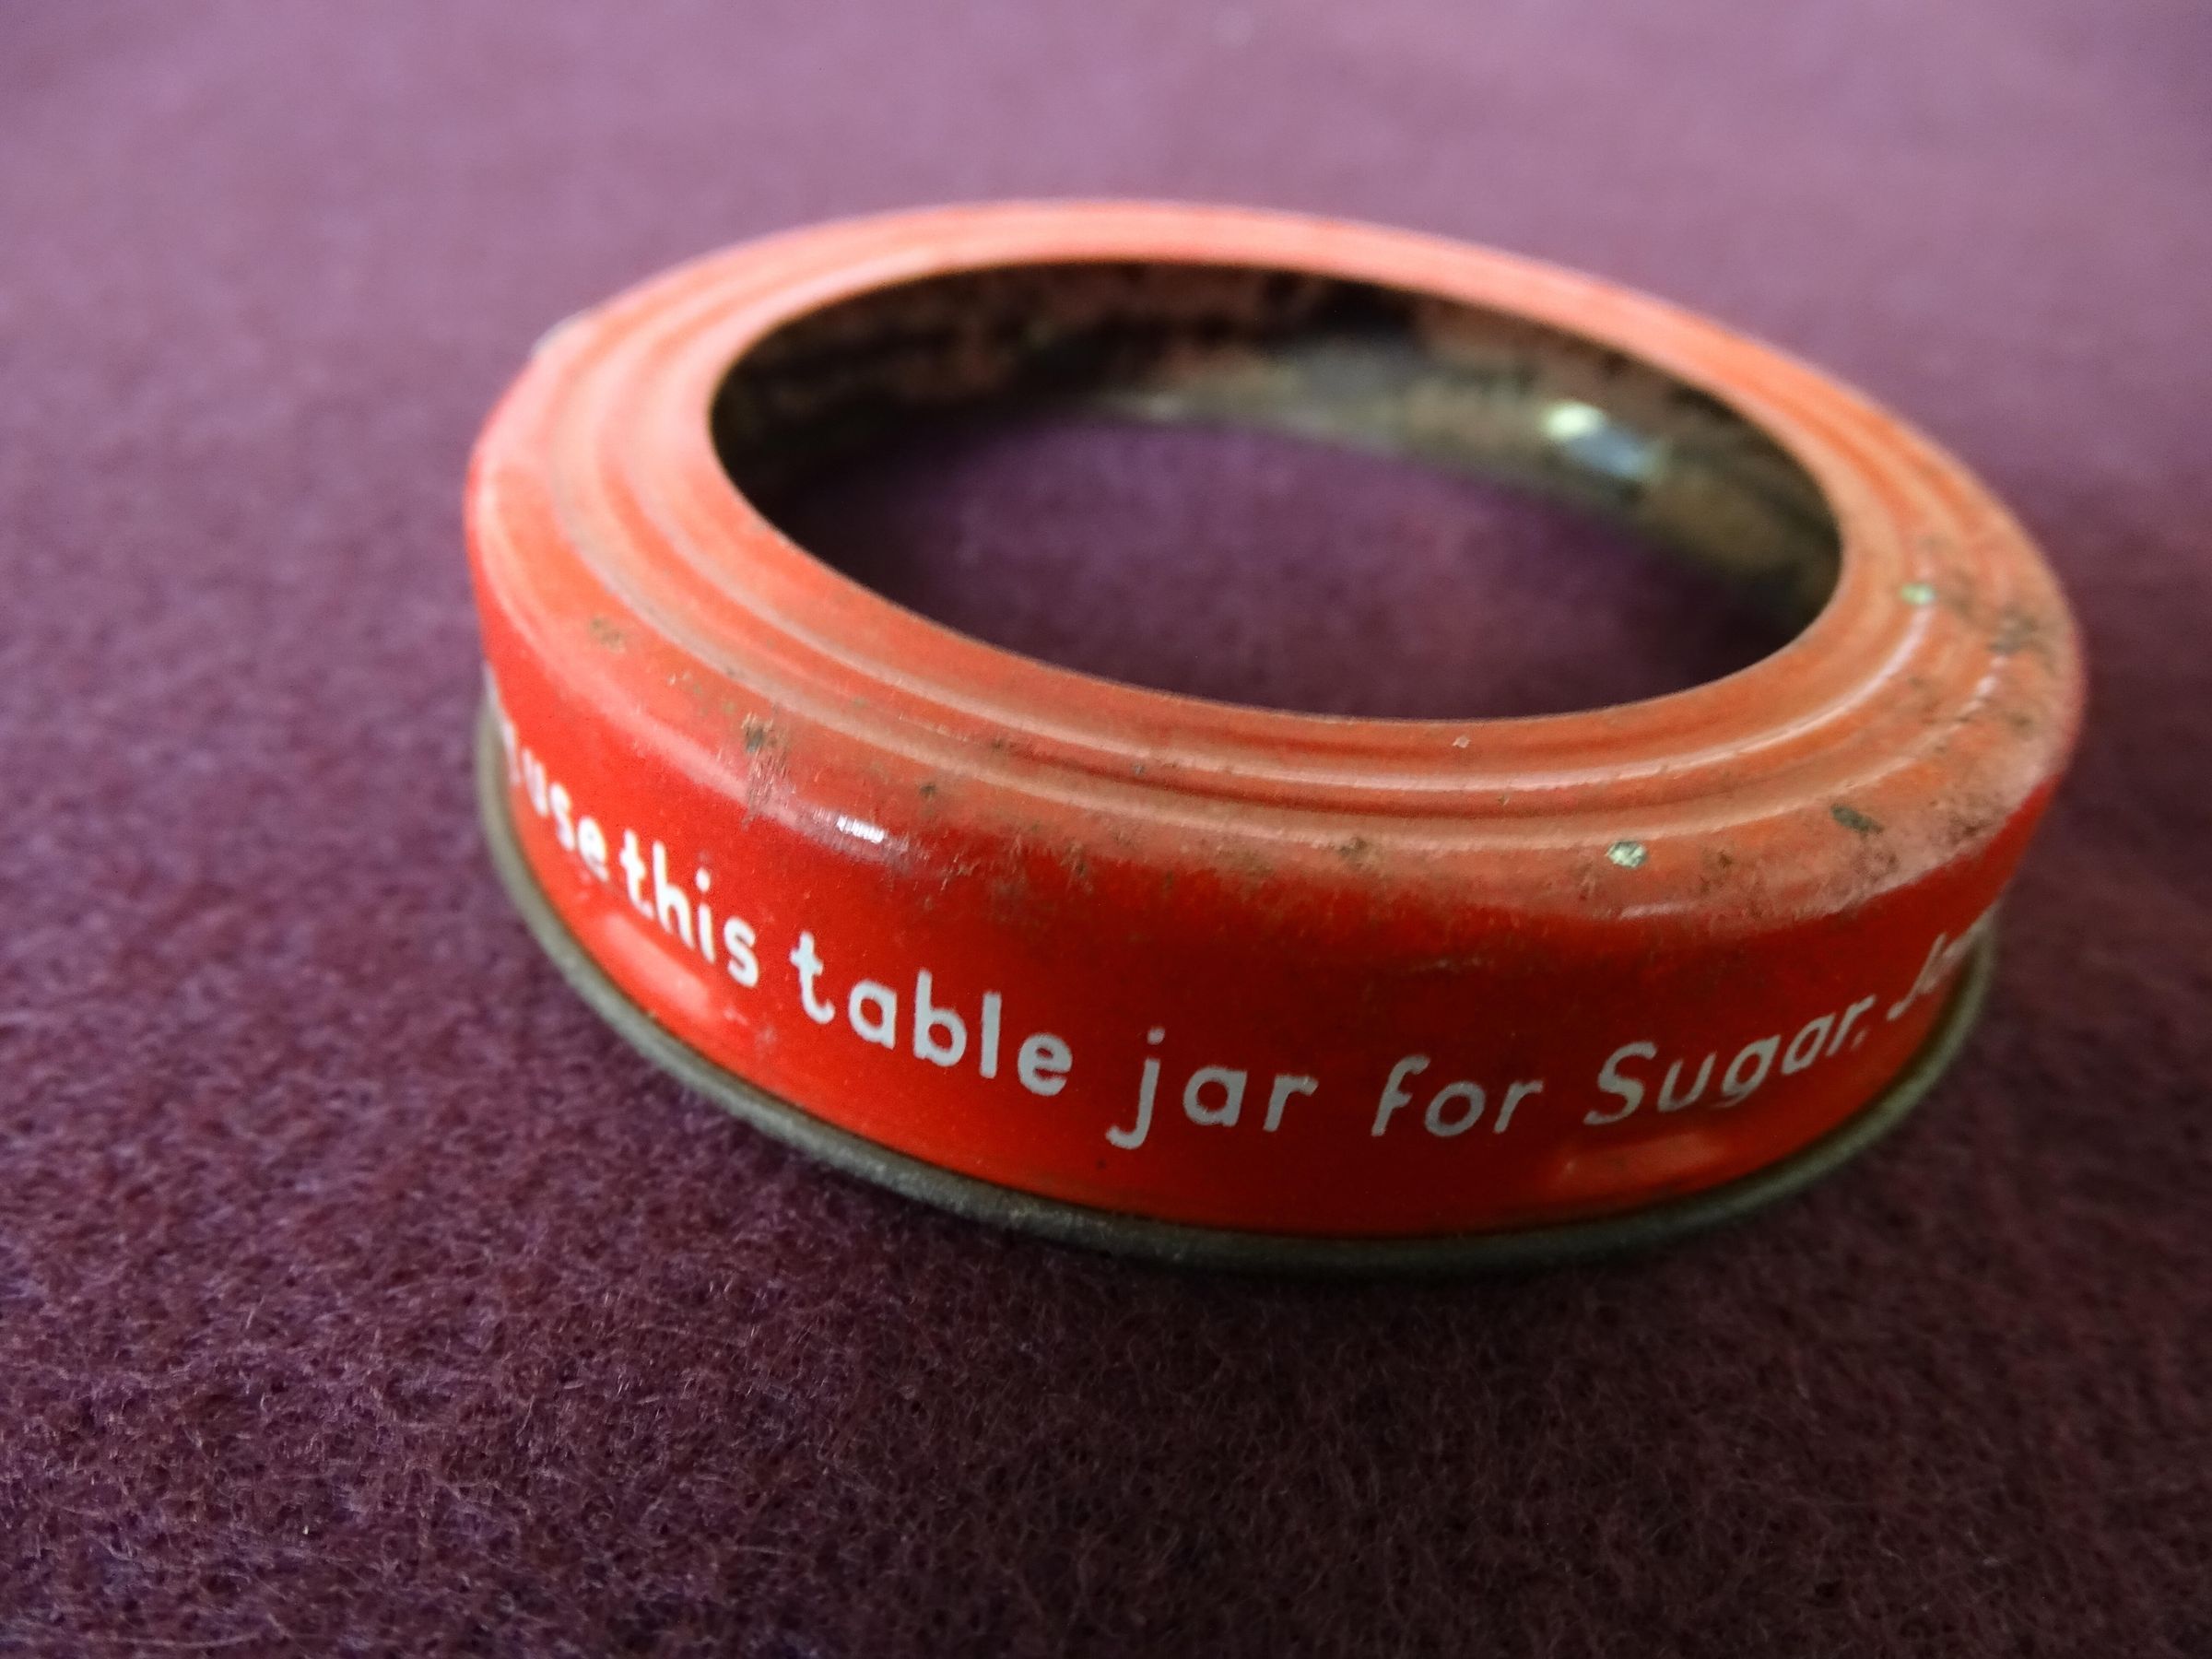 use this table jar for Sugar,